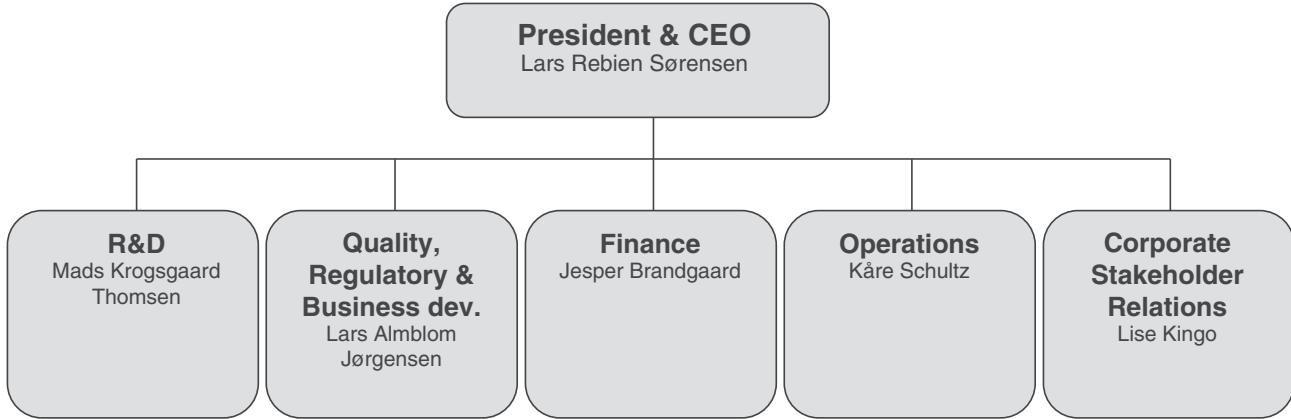 President & CEO
Lars Rebien Sørensen
R&D
Mads Krogsgaard
Thomsen
Quality,
Regulatory &
Business dev.
Lars Almblom
Jørgensen
Finance
Jesper Brandgaard
Operations
Kåre Schultz
Corporate
Stakeholder
Relations
Lise Kingo